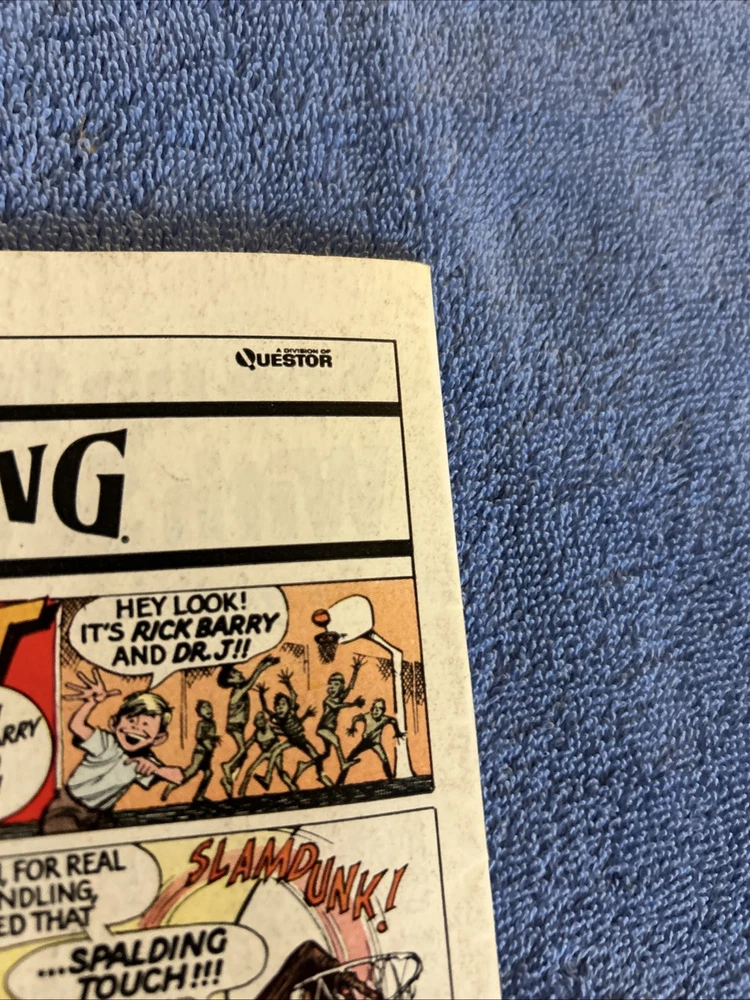 A DIVISION OF
QUESTOR
NG
HEY LOOK!
IT'S RICK BARRY
AND DR. J!!
RRY
FOR REAL
NDLING,
ED THAT
SLAMDUNK!
...SPALDING
TOUCH!!!